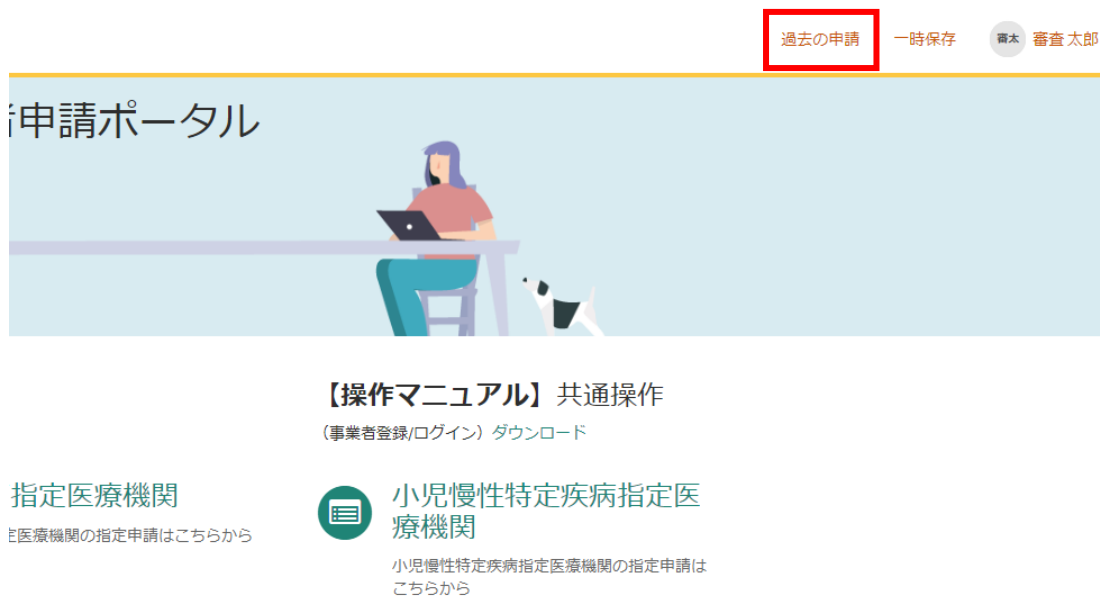 過去の申請 一時保存 審太 審査 太郎
申請ポータル
【操作マニュアル】共通操作
（事業者登録/ログイン）ダウンロード
指定医療機関
定医療機関の指定申請はこちらから
小児慢性特定疾病指定医
療機関
小児慢性特定疾病指定医療機関の指定申請は
こちらから